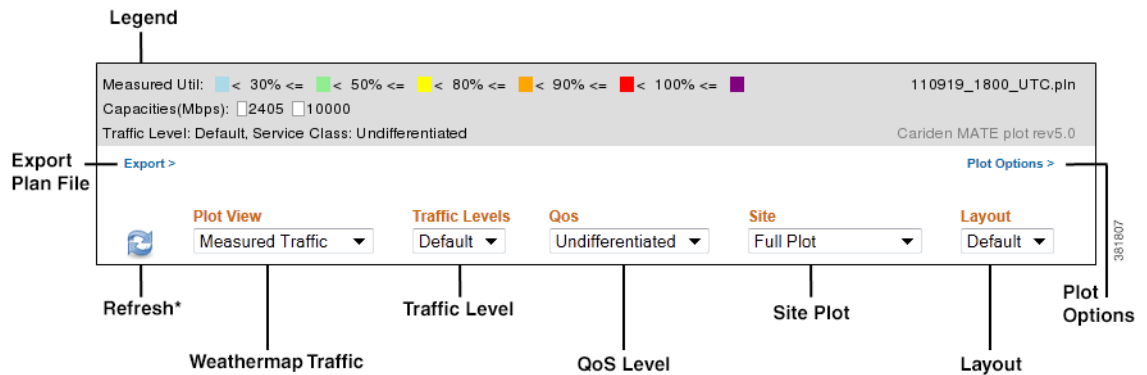 Legend
Measured Util: < 30% <= < 50% <= < 80% <= < 90% <= < 100% <= 110919_1800_UTC.pln
Capacities(Mbps): 2405 10000
Traffic Level: Default, Service Class: Undifferentiated Cariden MATE plot rev5.0
Export
Plan File
Export > Plot Options >
Plot View Traffic Levels Qos Site Layout
Measured Traffic Default Undifferentiated Full Plot Default
381807
Refresh* Traffic Level Site Plot
Plot
Options
Weathermap Traffic QoS Level Layout